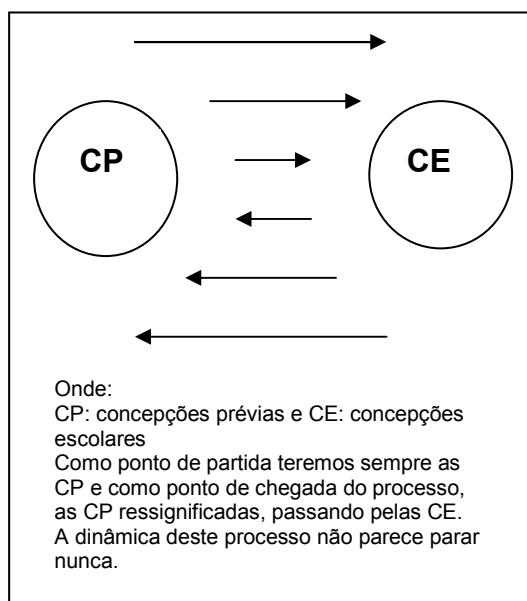 CP
CE
Onde:
CP: concepções prévias e CE: concepções
escolares
Como ponto de partida teremos sempre as
CP e como ponto de chegada do processo,
as CP ressignificadas, passando pelas CE.
A dinâmica deste processo não parece parar
nunca.